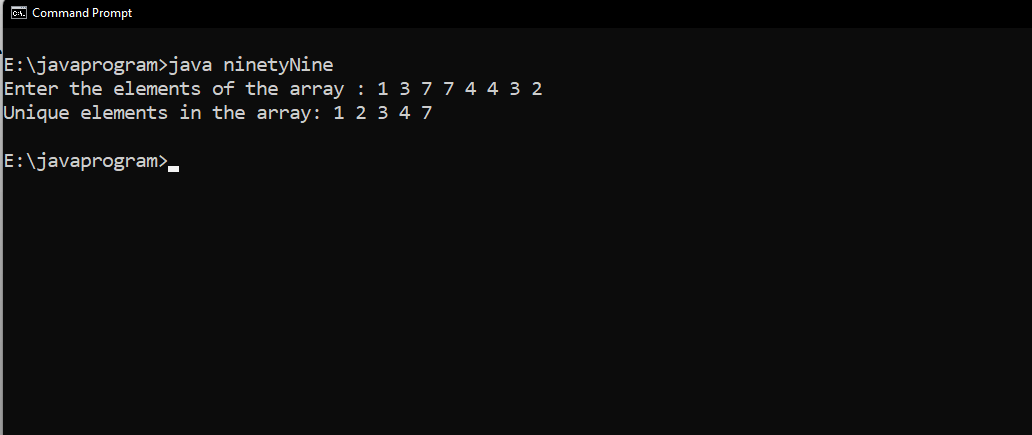 Command Prompt
E:\javaprogram>java ninetyNine
Enter the elements of the array : 1 3 7 7 4 4 3 2
Unique elements in the array: 1 2 3 4 7
E:\javaprogram>